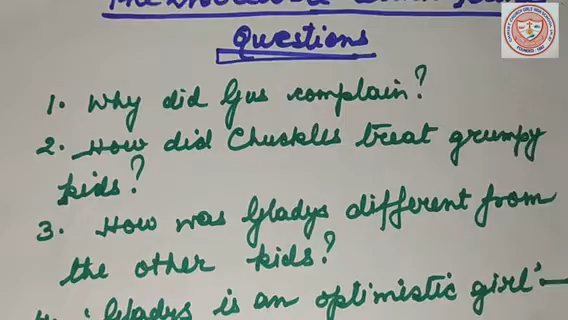 Questions
1. Why did Gus complain?
2. How did Chuckles treat grumpy
kids?
3. How was Gladys different from
the other kids?
'Gladys is an optimistic girl'—